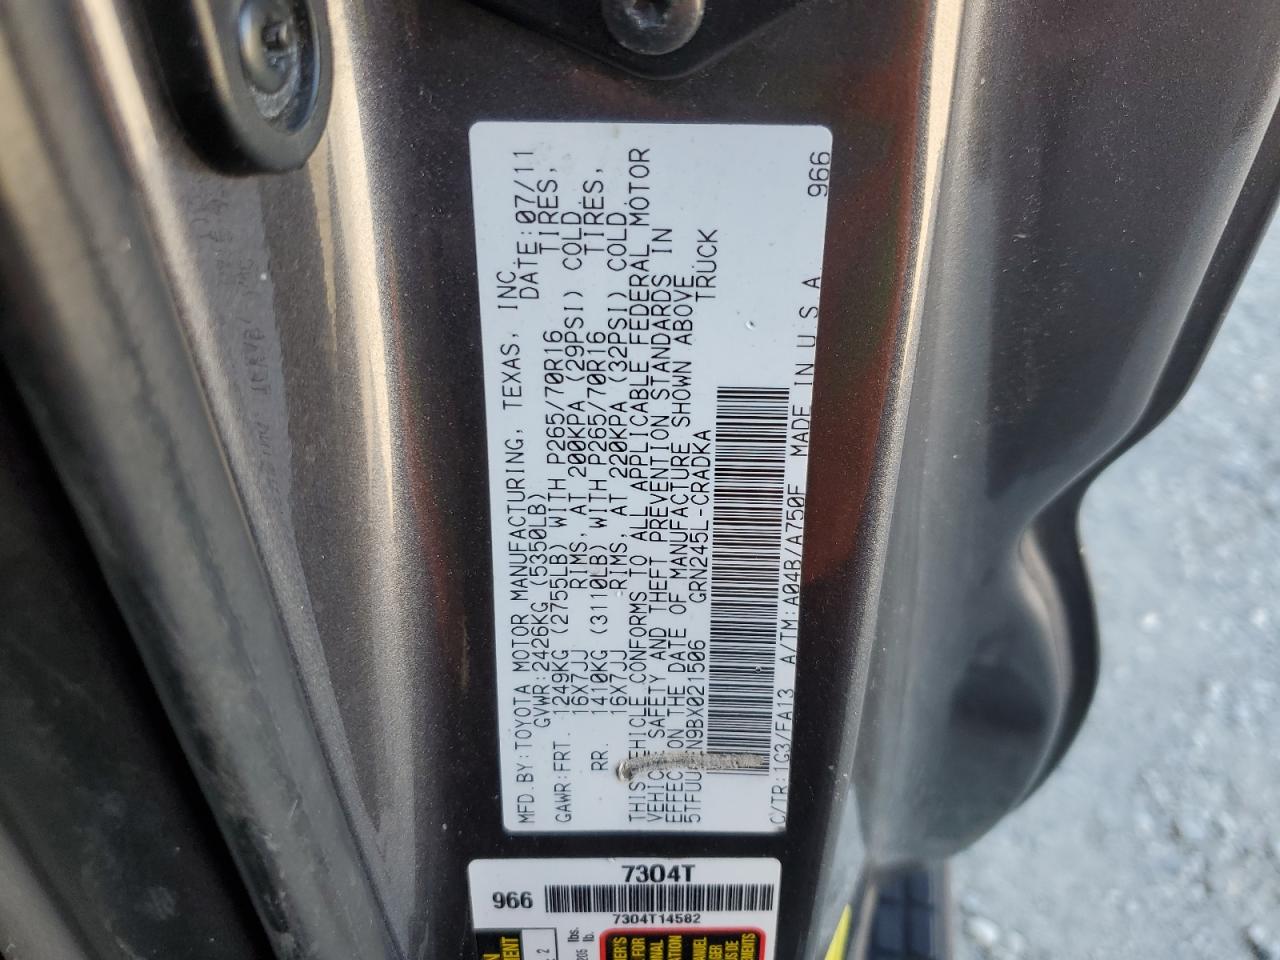 MFD.BY:TOYOTA MOTOR MANUFACTURING, TEXAS, INC.
GVWR:2426KG (5350LB) DATE:07/11
GAWR:FRT. 1249KG (2755LB) WITH P265/70R16 TIRES,
16X7JJ RIMS, AT 200KPA (29PSI) COLD
RR. 1410KG (3110LB) WITH P265/70R16 TIRES,
16X7JJ RIMS, AT 220KPA (32PSI) COLD
THIS VEHICLE CONFORMS TO ALL APPLICABLE FEDERAL MOTOR
SAFETY AND THEFT PREVENTION STANDARDS IN
ON THE DATE OF MANUFACTURE SHOWN ABOVE.
GRN245L-CRADKA TRUCK
C/TR:1G3/FA13 A/TM:A04B/A750F MADE IN U.S.A. 966
7304T
966
7304T14582